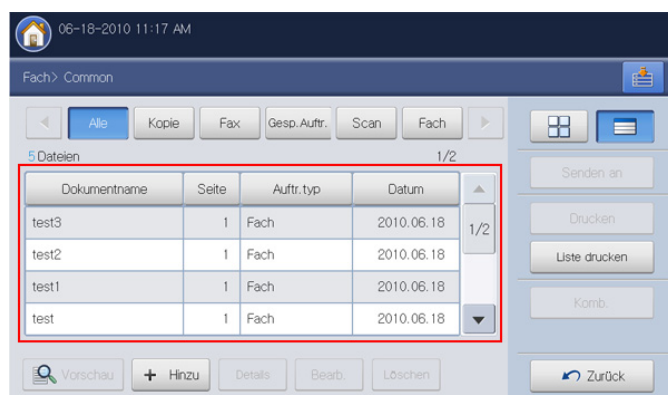 06-18-2010 11:17 AM
Fach> Common
Alle Kopie Fax Gesp.Auftr. Scan Fach
5 Dateien 1/2
Dokumentname Seite Auftr.typ Datum
test3 1 Fach 2010.06.18
test2 1 Fach 2010.06.18
test1 1 Fach 2010.06.18
test 1 Fach 2010.06.18
1/2
Senden an
Drucken
Liste drucken
Komb.
Vorschau + Hinzu Details Bearb. Löschen
Zurück